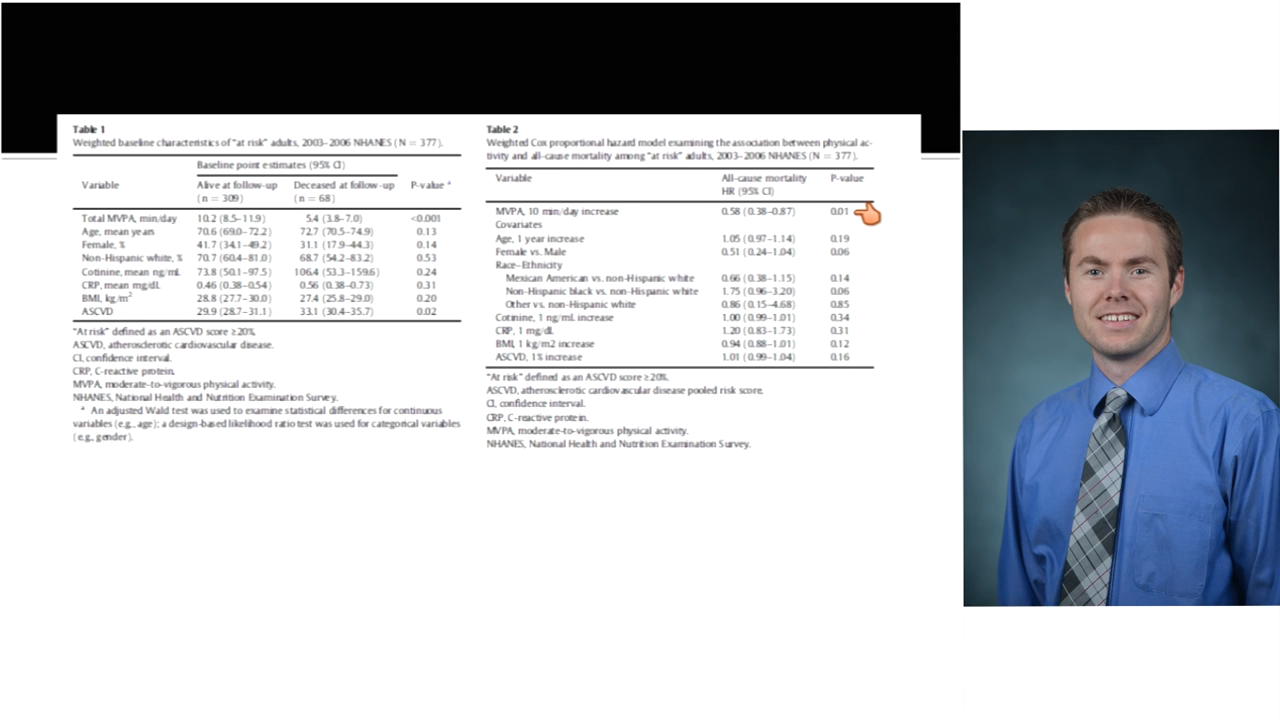 Table 1
Weighted baseline characteristics of "at risk" adults, 2003–2006 NHANES (N = 377).
Baseline point estimates (95% CI)
Variable Alive at follow-up Deceased at follow-up P-value a
(n = 309) (n = 68)
Total MVPA, min/day 10.2 (8.5–11.9) 5.4 (3.8–7.0) <0.001
Age, mean years 70.6 (69.0–72.2) 72.7 (70.5–74.9) 0.13
Female, % 41.7 (34.1–49.2) 31.1 (17.9–44.3) 0.14
Non-Hispanic white, % 70.7 (60.4–81.0) 68.7 (54.2–83.2) 0.53
Cotinine, mean ng/mL 73.8 (50.1–97.5) 106.4 (53.3–159.6) 0.24
CRP, mean mg/dL 0.46 (0.38–0.54) 0.56 (0.38–0.73) 0.31
BMI, kg/m2 28.8 (27.7–30.0) 27.4 (25.8–29.0) 0.20
ASCVD 29.9 (28.7–31.1) 33.1 (30.4–35.7) 0.02
"At risk" defined as an ASCVD score ≥20%.
ASCVD, atherosclerotic cardiovascular disease.
CI, confidence interval.
CRP, C-reactive protein.
MVPA, moderate-to-vigorous physical activity.
NHANES, National Health and Nutrition Examination Survey.
a An adjusted Wald test was used to examine statistical differences for continuous
variables (e.g., age); a design-based likelihood ratio test was used for categorical variables
(e.g., gender).
Table 2
Weighted Cox proportional hazard model examining the association between physical ac-
tivity and all-cause mortality among "at risk" adults, 2003–2006 NHANES (N = 377).
Variable All-cause mortality P-value
HR (95% CI)
MVPA, 10 min/day increase 0.58 (0.38–0.87) 0.01
Covariates
Age, 1 year increase 1.05 (0.97–1.14) 0.19
Female vs. Male 0.51 (0.24–1.04) 0.06
Race–Ethnicity
Mexican American vs. non-Hispanic white 0.66 (0.38–1.15) 0.14
Non-Hispanic black vs. non-Hispanic white 1.75 (0.96–3.20) 0.06
Other vs. non-Hispanic white 0.86 (0.15–4.68) 0.85
Cotinine, 1 ng/mL increase 1.00 (0.99–1.01) 0.34
CRP, 1 mg/dL 1.20 (0.83–1.73) 0.31
BMI, 1 kg/m2 increase 0.94 (0.88–1.01) 0.12
ASCVD, 1% increase 1.01 (0.99–1.04) 0.16
"At risk" defined as an ASCVD score ≥20%.
ASCVD, atherosclerotic cardiovascular disease pooled risk score.
CI, confidence interval.
CRP, C-reactive protein.
MVPA, moderate-to-vigorous physical activity.
NHANES, National Health and Nutrition Examination Survey.